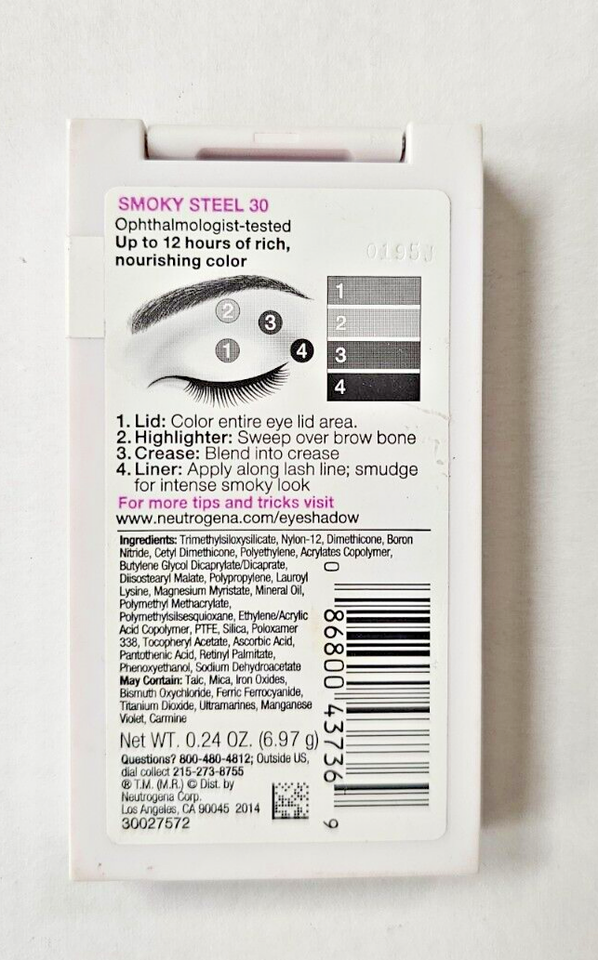 SMOKY STEEL 30
Ophthalmologist-tested
Up to 12 hours of rich,
nourishing color
0195J
1
2
3
4
2
3
1
4
1. Lid: Color entire eye lid area.
2. Highlighter: Sweep over brow bone
3. Crease: Blend into crease
4. Liner: Apply along lash line; smudge
for intense smoky look
For more tips and tricks visit
www.neutrogena.com/eyeshadow
Ingredients: Trimethylsiloxysilicate, Nylon-12, Dimethicone, Boron
Nitride, Cetyl Dimethicone, Polyethylene, Acrylates Copolymer,
Butylene Glycol Dicaprylate/Dicaprate,
Diisostearyl Malate, Polypropylene, Lauroyl
Lysine, Magnesium Myristate, Mineral Oil,
Polymethyl Methacrylate,
Polymethylsilsesquioxane, Ethylene/Acrylic
Acid Copolymer, PTFE, Silica, Poloxamer
338, Tocopheryl Acetate, Ascorbic Acid,
Pantothenic Acid, Retinyl Palmitate,
Phenoxyethanol, Sodium Dehydroacetate
May Contain: Talc, Mica, Iron Oxides,
Bismuth Oxychloride, Ferric Ferrocyanide,
Titanium Dioxide, Ultramarines, Manganese
Violet, Carmine
Net WT. 0.24 OZ. (6.97 g)
Questions? 800-480-4812; Outside US,
dial collect 215-273-8755
® T.M. (M.R.) © Dist. by
Neutrogena Corp.
Los Angeles, CA 90045 2014
30027572
0 86800 43736 9